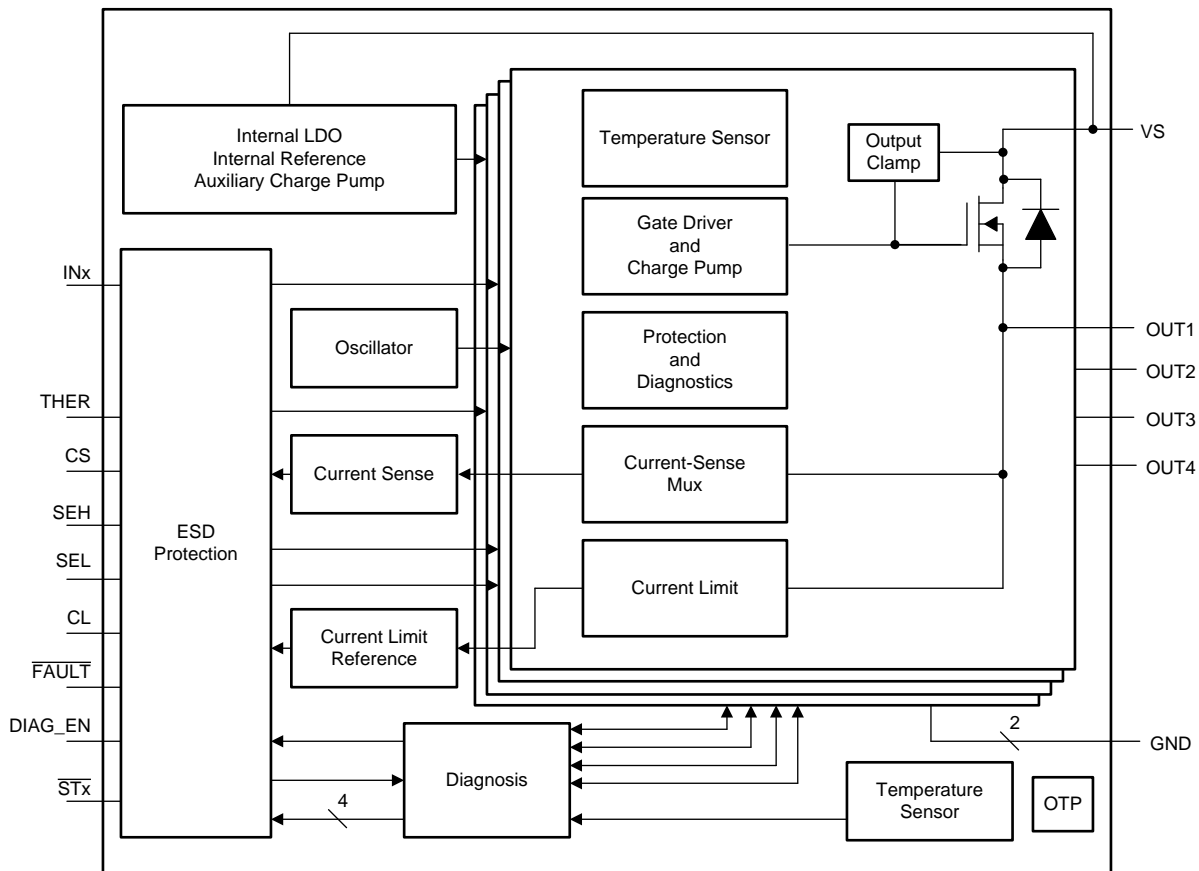 Internal LDO
Internal Reference
Auxiliary Charge Pump
Temperature Sensor
Output
Clamp
VS
Gate Driver
and
Charge Pump
INx
Oscillator
Protection
and
Diagnostics
OUT1
OUT2
OUT3
OUT4
THER
CS
SEH
SEL
CL
FAULT
DIAG_EN
STx
ESD
Protection
Current Sense
Current-Sense
Mux
Current Limit
Reference
Current Limit
Diagnosis
4
2
GND
Temperature
Sensor
OTP